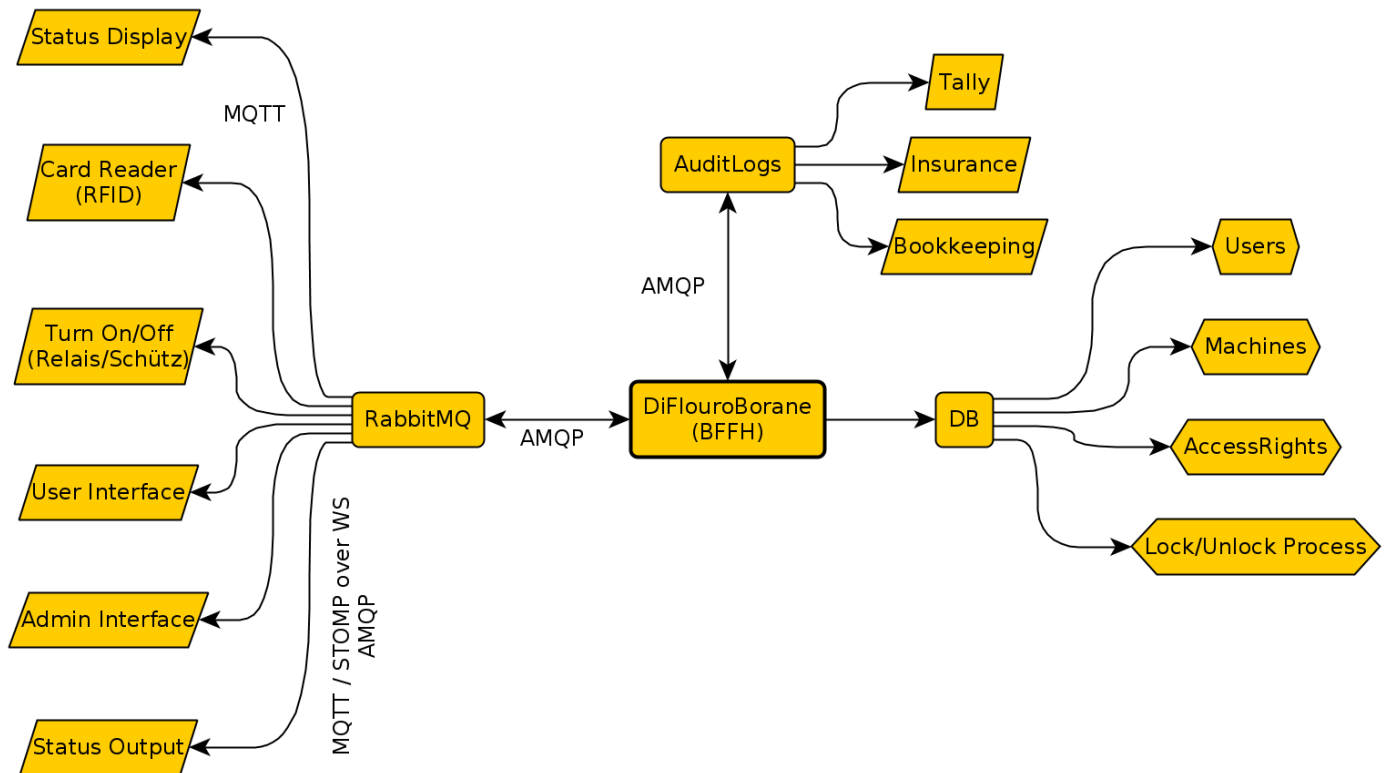 Status Display
MQTT
Card Reader
(RFID)
Turn On/Off
(Relais/Schütz)
User Interface
Admin Interface
Status Output
RabbitMQ
MQTT / STOMP over WS
AMQP
AMQP
DiFlouroBorane
(BFFH)
AMQP
AuditLogs
Tally
Insurance
Bookkeeping
DB
Users
Machines
AccessRights
Lock/Unlock Process